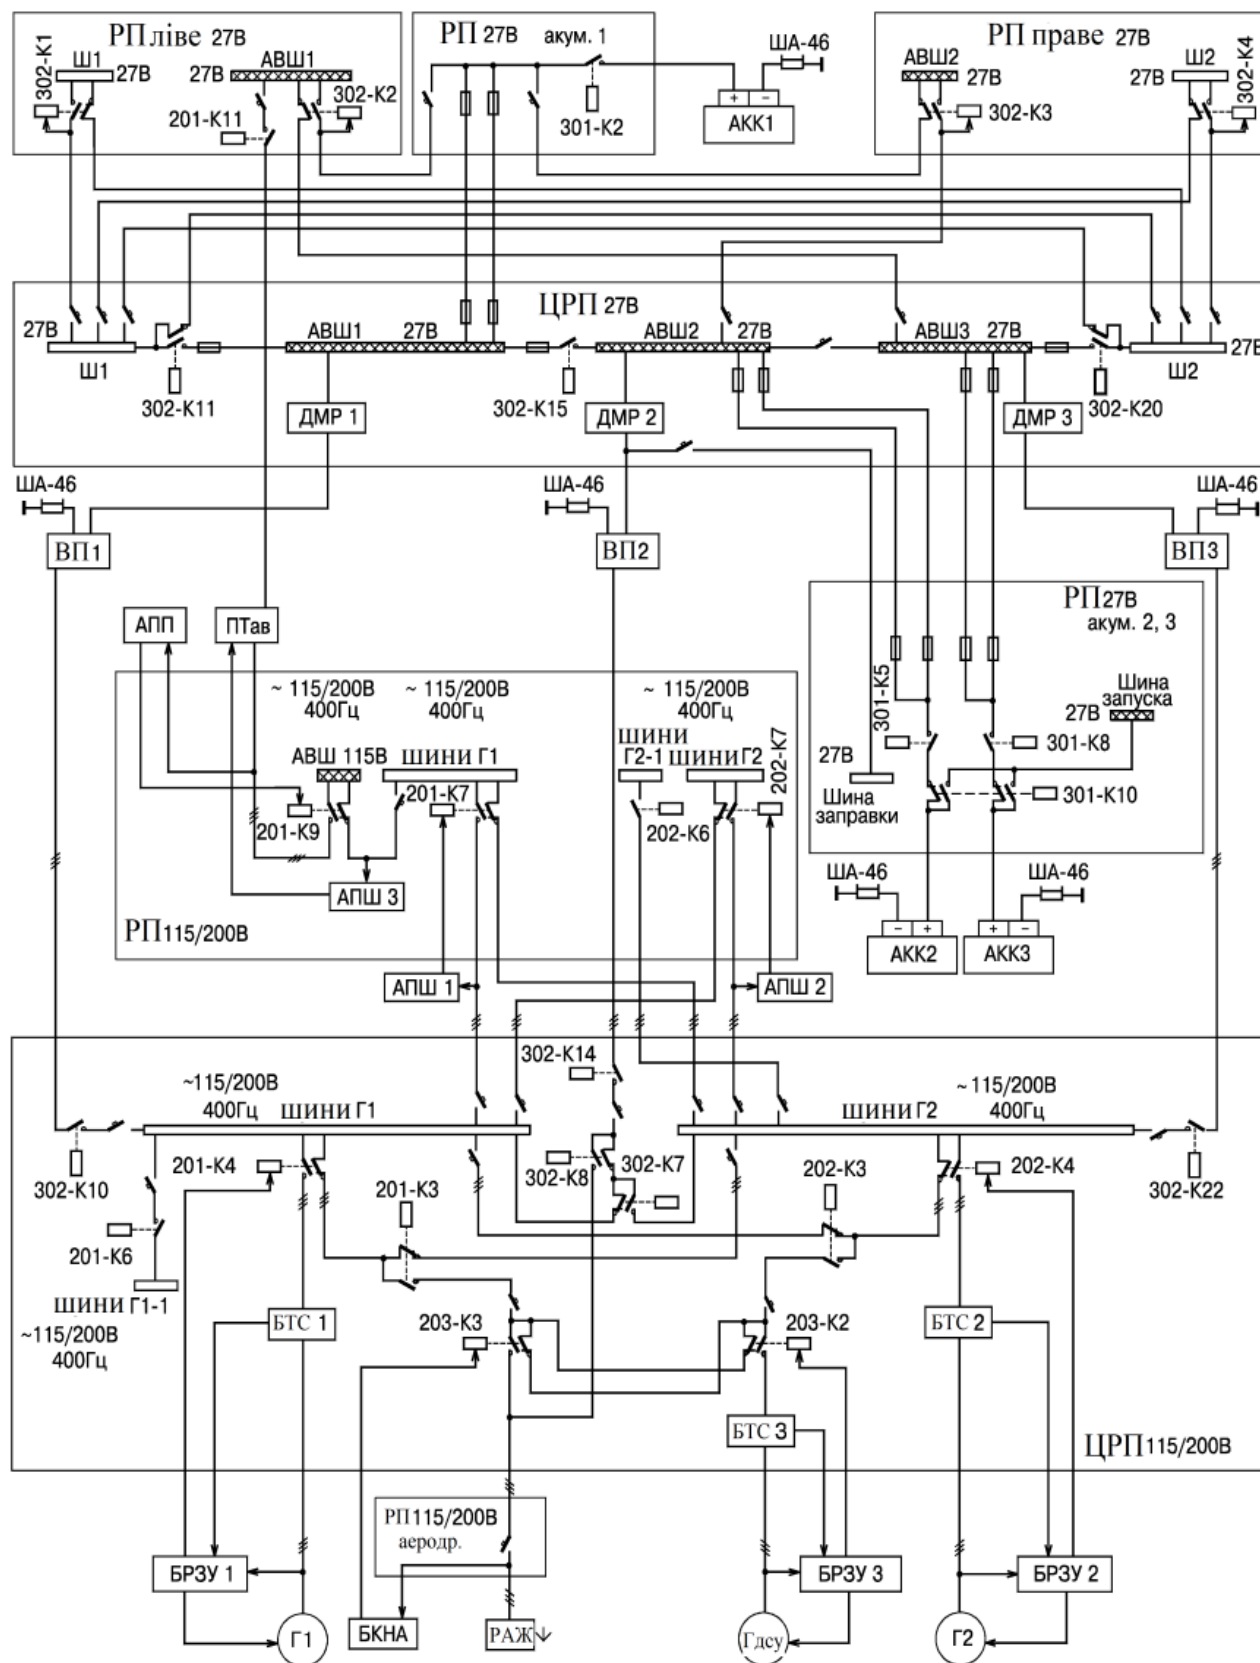 РП ліве 27В
302-К1
Ш1
27В
27В
АВШ1
302-К2
201-К11
РП 27В
акум. 1
301-К2
ША-46
+ −
АКК1
РП праве 27В
АВШ2
27В
302-К3
27В
Ш2
302-К4
ЦРП 27В
27В
Ш1
302-К11
АВШ1
27В
ДМР 1
302-К15
АВШ2
27В
ДМР 2
АВШ3
27В
ДМР 3
302-К20
Ш2
27В
ША-46
ВП1
ША-46
ВП2
ША-46
ВП3
АПП
ПТав
РП27В
акум. 2, 3
301-К5
Шина
запуска
27В
301-К8
301-К10
27В
Шина
заправки
ША-46
− +
АКК2
ША-46
+ −
АКК3
~ 115/200В
400Гц
~ 115/200В
400Гц
~ 115/200В
400Гц
АВШ 115В
ШИНИ Г1
ШИНИ
Г2-1
ШИНИ Г2
202-К7
201-К7
201-К9
202-К6
АПШ 3
РП115/200В
АПШ 1
АПШ 2
302-К14
~115/200В
400Гц
ШИНИ Г1
ШИНИ Г2
~ 115/200В
400Гц
302-К10
201-К4
302-К8
302-К7
202-К3
202-К4
302-К22
201-К3
201-К6
ШИНИ Г1-1
~115/200В
400Гц
БТС 1
203-К3
203-К2
БТС 2
БТС 3
ЦРП115/200В
РП115/200В
аеродр.
БРЗУ 1
БРЗУ 3
БРЗУ 2
Г1
БКНА
РАЖ
Гдсу
Г2